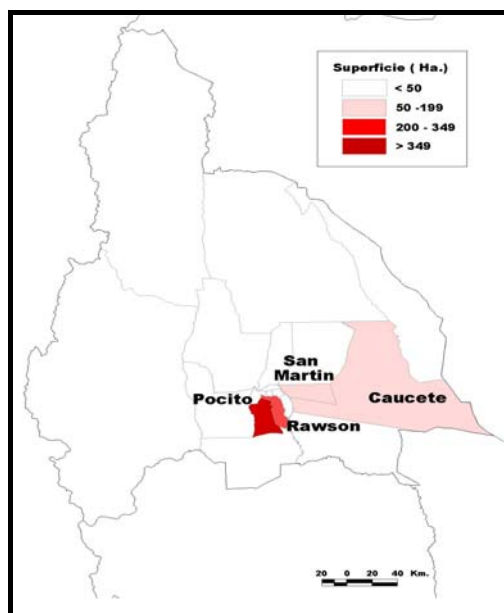 Superficie ( Ha.)
< 50
50 -199
200 - 349
> 349
San
Martin
Caucete
Pocito
Rawson
20 0 20 40 Km.